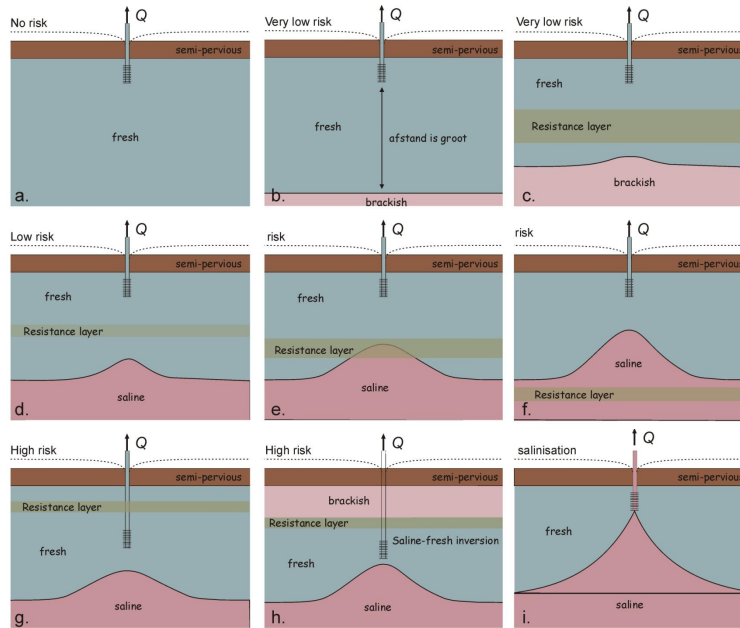 No risk
Q
semi-pervious
fresh
a.
Very low risk
Q
semi-pervious
fresh
afstand is groot
brackish
b.
Very low risk
Q
semi-pervious
fresh
Resistance layer
brackish
c.
Low risk
Q
semi-pervious
fresh
Resistance layer
saline
d.
risk
Q
semi-pervious
fresh
Resistance layer
saline
e.
risk
Q
semi-pervious
fresh
saline
Resistance layer
f.
High risk
Q
semi-pervious
Resistance layer
fresh
saline
g.
High risk
Q
semi-pervious
brackish
Resistance layer
Saline-fresh inversion
fresh
saline
h.
salinisation
Q
semi-pervious
fresh
saline
i.